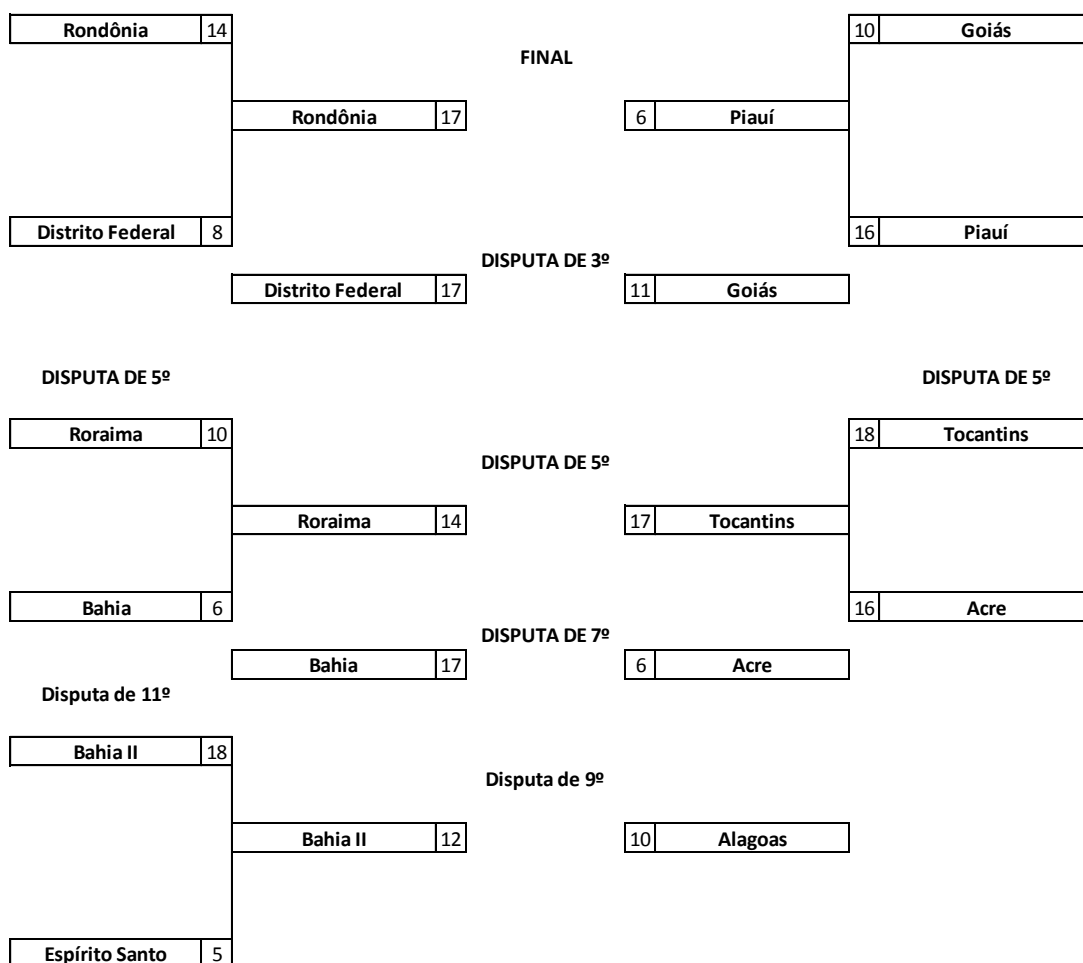 Rondônia 14 10 Goiás
FINAL
Rondônia 17 6 Piauí
Distrito Federal 8 16 Piauí
DISPUTA DE 3º
Distrito Federal 17 11 Goiás
DISPUTA DE 5º DISPUTA DE 5º
Roraima 10 18 Tocantins
DISPUTA DE 5º
Roraima 14 17 Tocantins
Bahia 6 16 Acre
DISPUTA DE 7º
Bahia 17 6 Acre
Disputa de 11º
Bahia II 18
Disputa de 9º
Bahia II 12 10 Alagoas
Espírito Santo 5